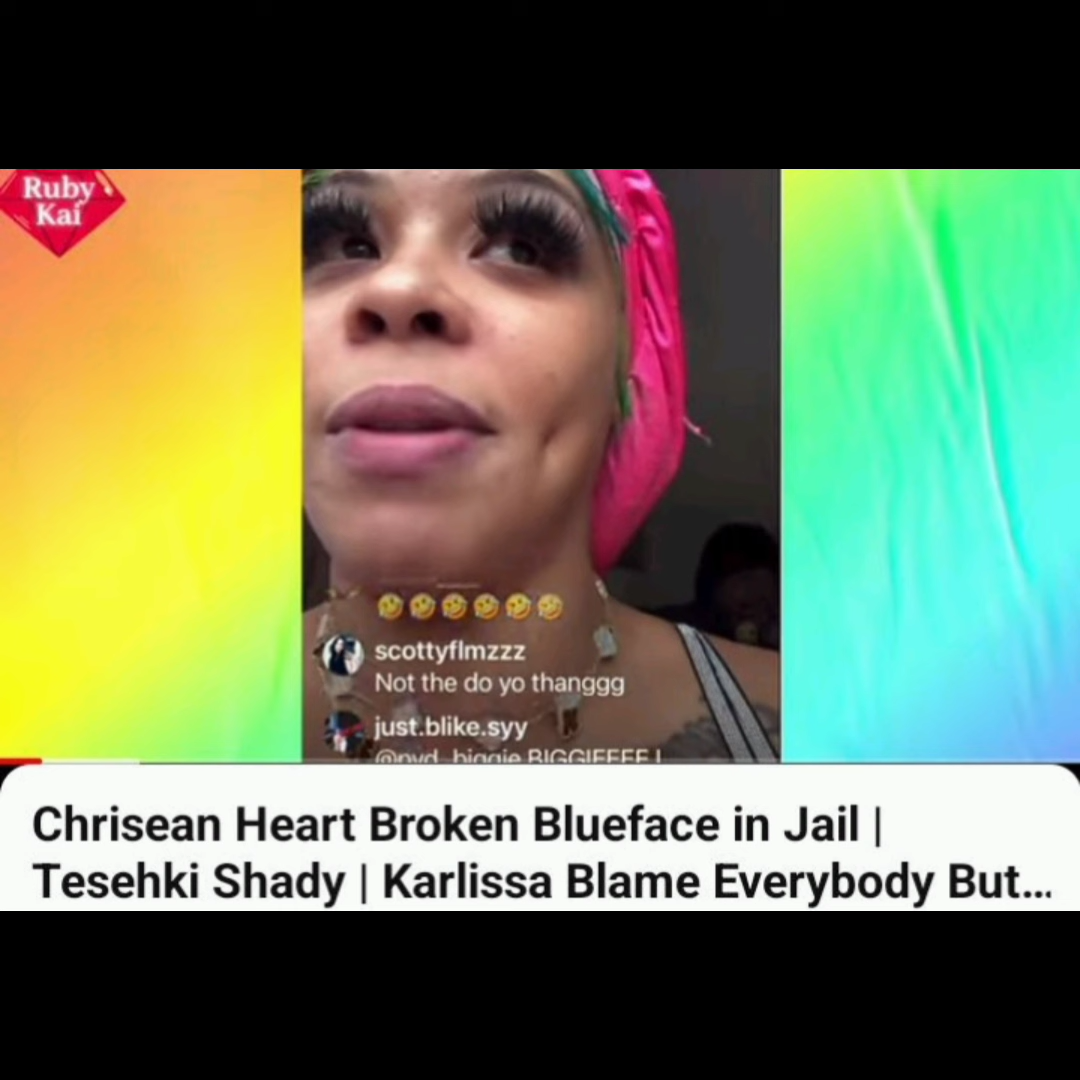 Ruby
Kai
scottyflmzzz
Not the do yo thanggg
just.blike.syy
Chrisean Heart Broken Blueface in Jail |
Tesehki Shady | Karlissa Blame Everybody But...